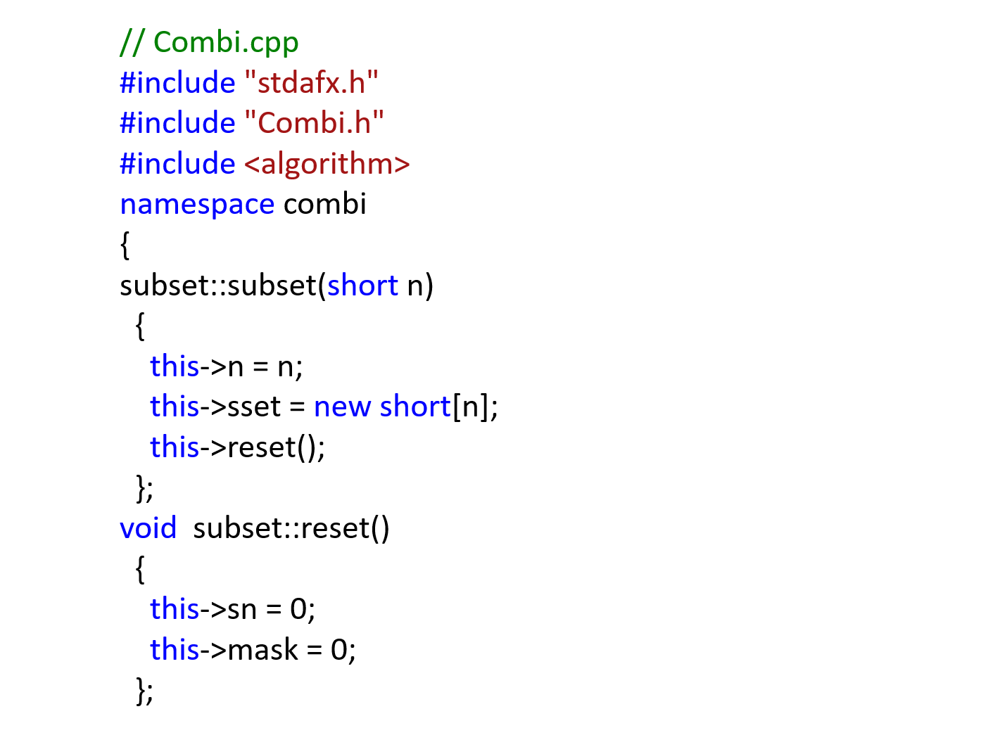 // Combi.cpp
#include "stdafx.h"
#include "Combi.h"
#include <algorithm>
namespace combi
{
subset::subset(short n)
  {
    this->n = n;
    this->sset = new short[n];
    this->reset();
  };
void  subset::reset()
  {
    this->sn = 0;
    this->mask = 0;
  };